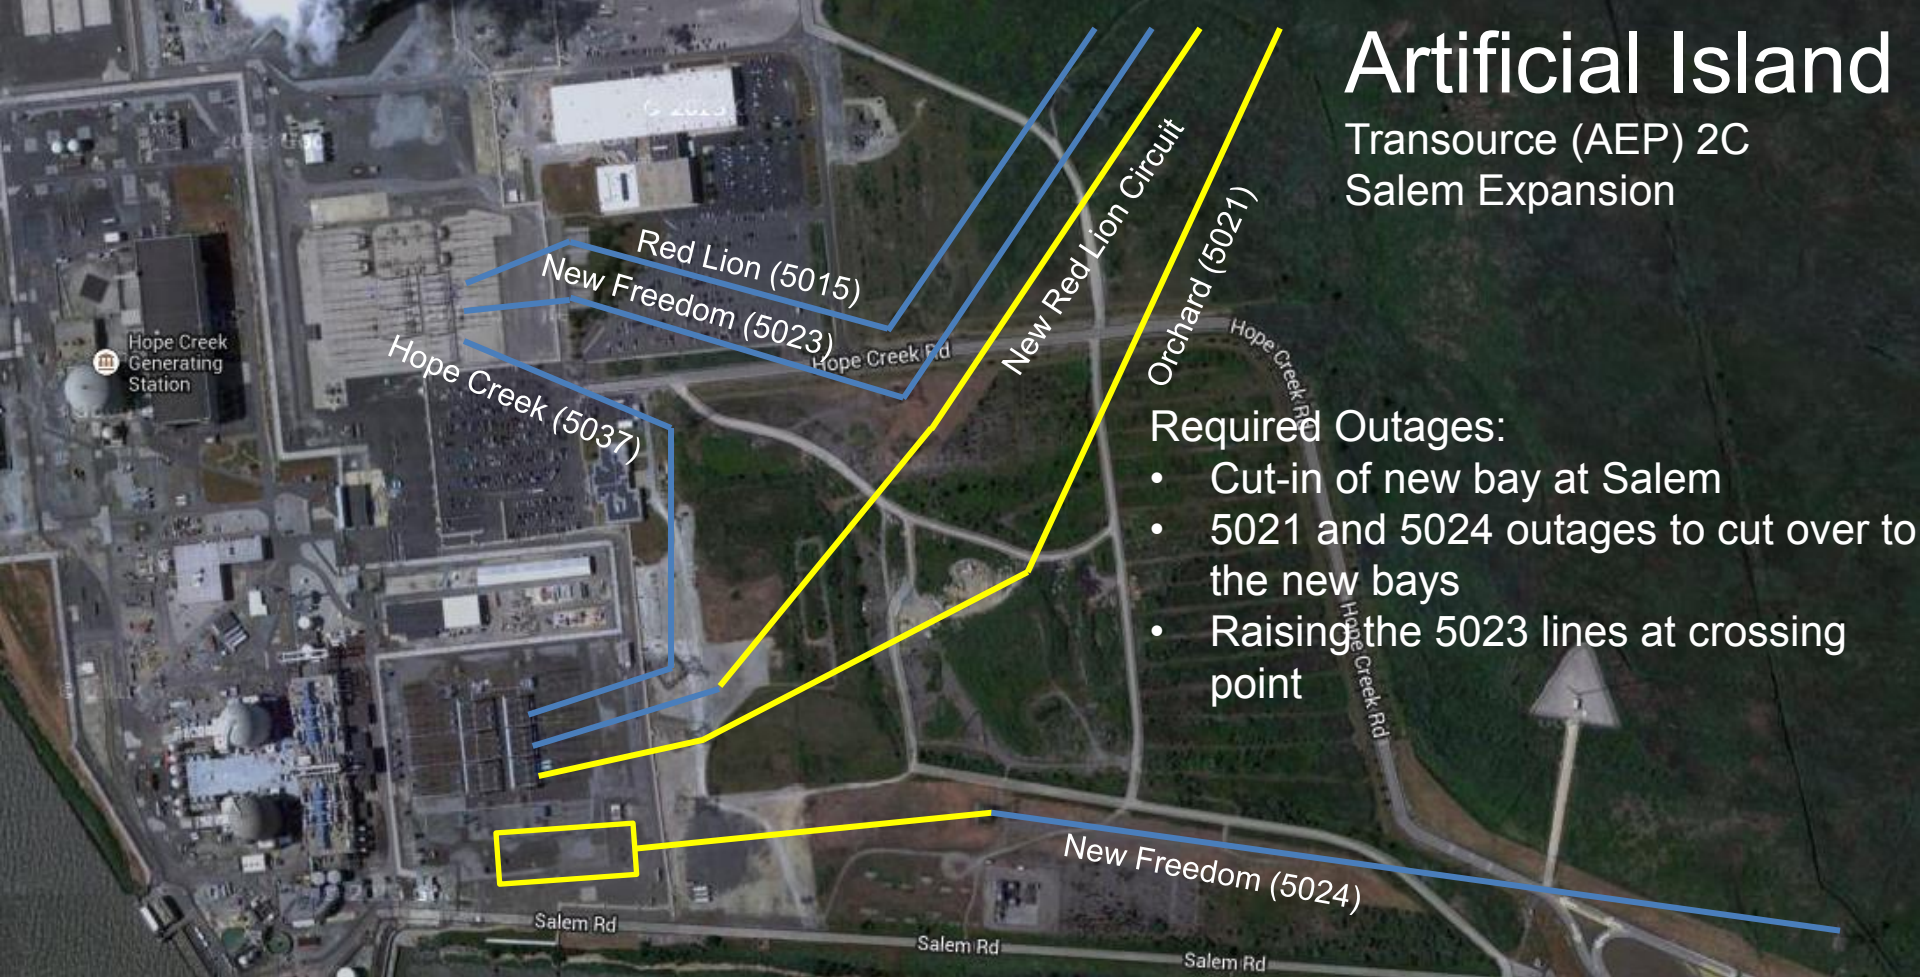 Artificial Island
Transource (AEP) 2C
Salem Expansion
Red Lion (5015)
New Freedom (5023)
Hope Creek (5037)
New Red Lion Circuit
Orchard (5021)
Hope Creek Rd
Hope Creek Rd
Hope Creek
Generating
Station
Required Outages:
• Cut-in of new bay at Salem
• 5021 and 5024 outages to cut over to
the new bays
• Raising the 5023 lines at crossing
point
Hope Creek Rd
New Freedom (5024)
Salem Rd
Salem Rd
Salem Rd